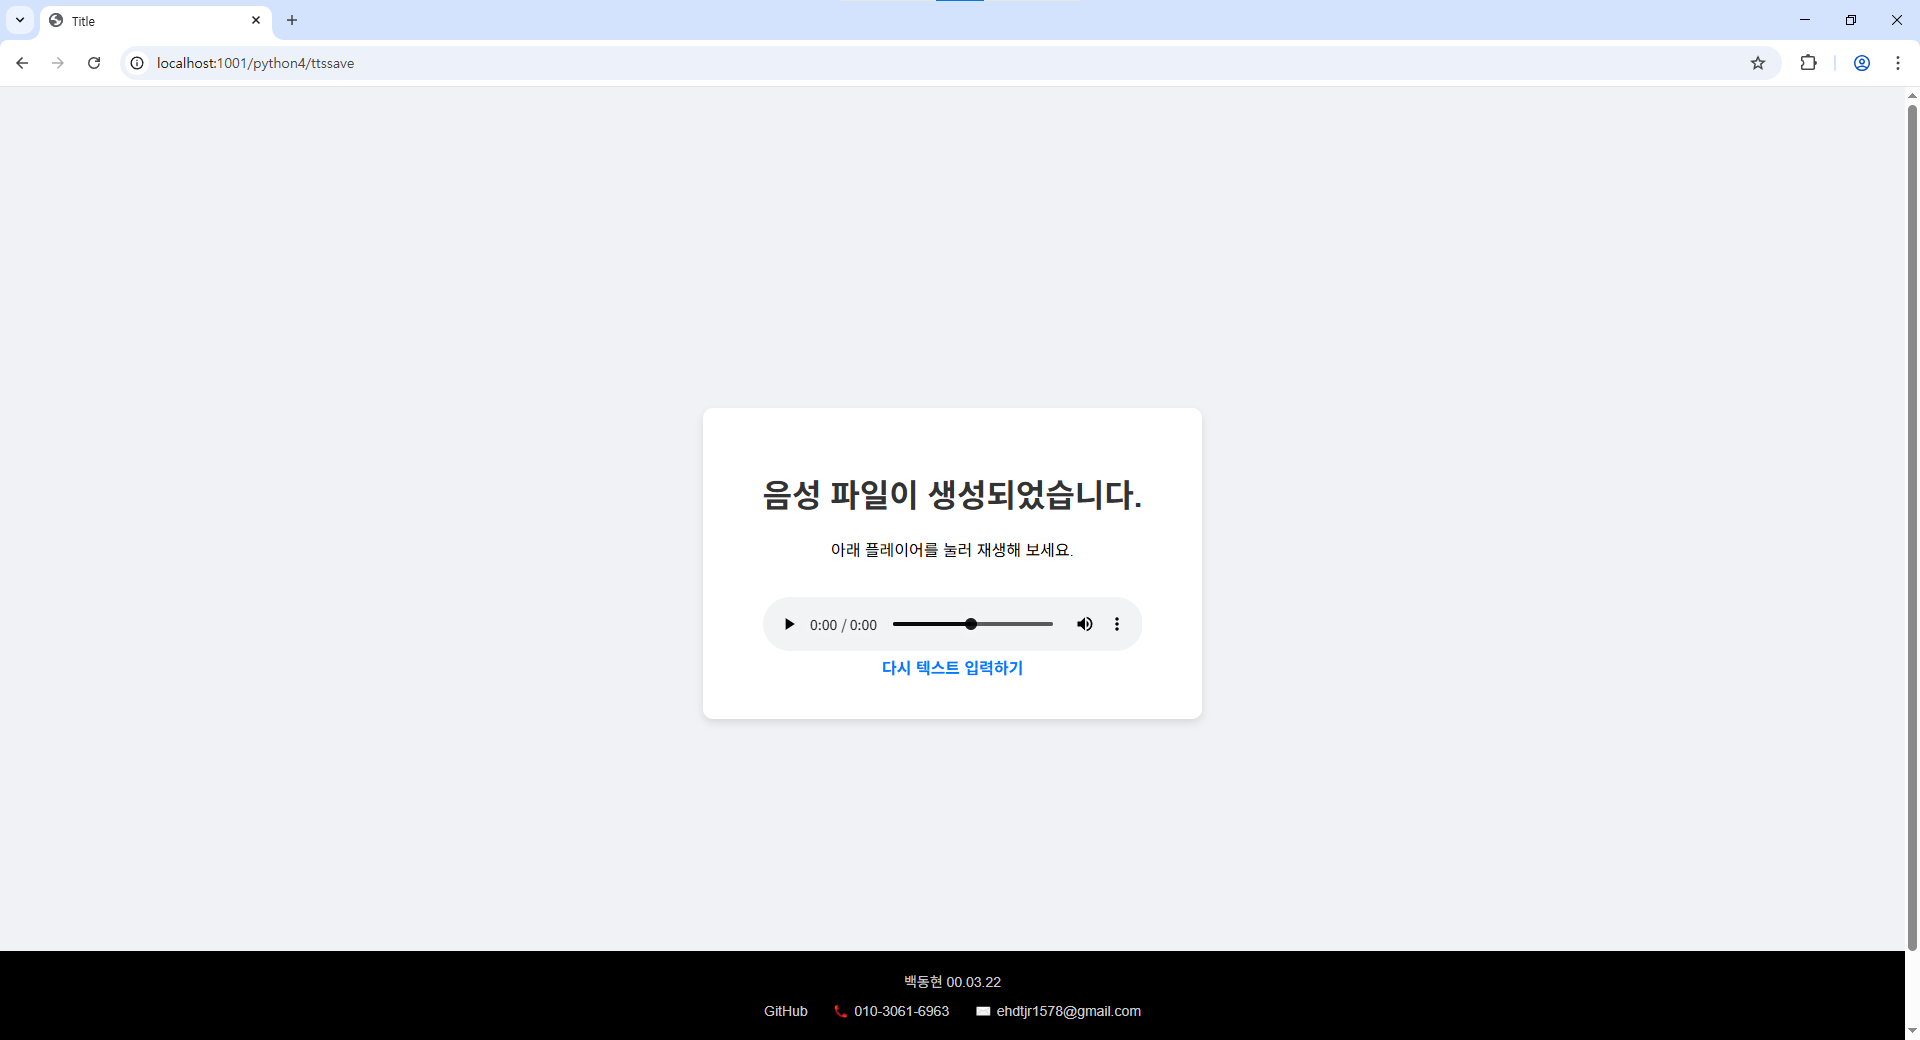 Title
localhost:1001/python4/ttssave
음성 파일이 생성되었습니다.
아래 플레이어를 눌러 재생해 보세요.
0:00 / 0:00
다시 텍스트 입력하기
백동현 00.03.22
GitHub 📞 010-3061-6963 ✉️ ehdtjr1578@gmail.com